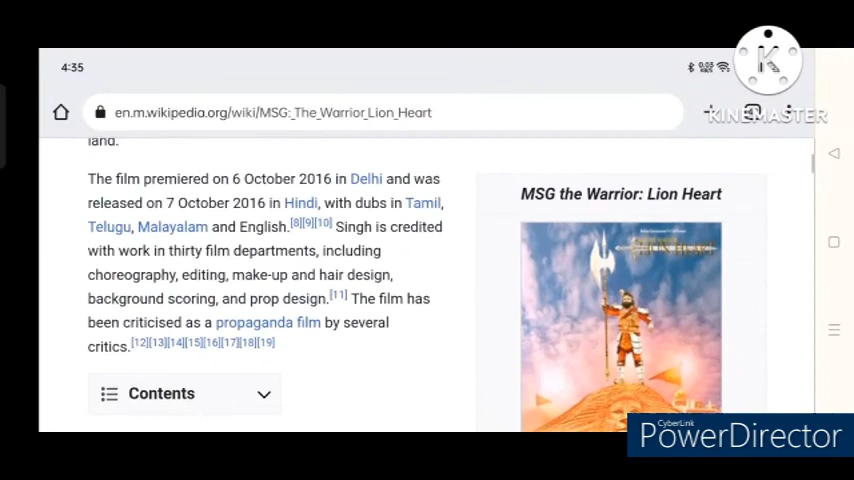 4:35
KINEMASTER
en.m.wikipedia.org/wiki/MSG:_The_Warrior_Lion_Heart
land.
The film premiered on 6 October 2016 in Delhi and was
released on 7 October 2016 in Hindi, with dubs in Tamil,
Telugu, Malayalam and English.[8][9][10] Singh is credited
with work in thirty film departments, including
choreography, editing, make-up and hair design,
background scoring, and prop design.[11] The film has
been criticised as a propaganda film by several
critics.[12][13][14][15][16][17][18][19]
Contents
MSG the Warrior: Lion Heart
LION HEART
CyberLink
PowerDirector